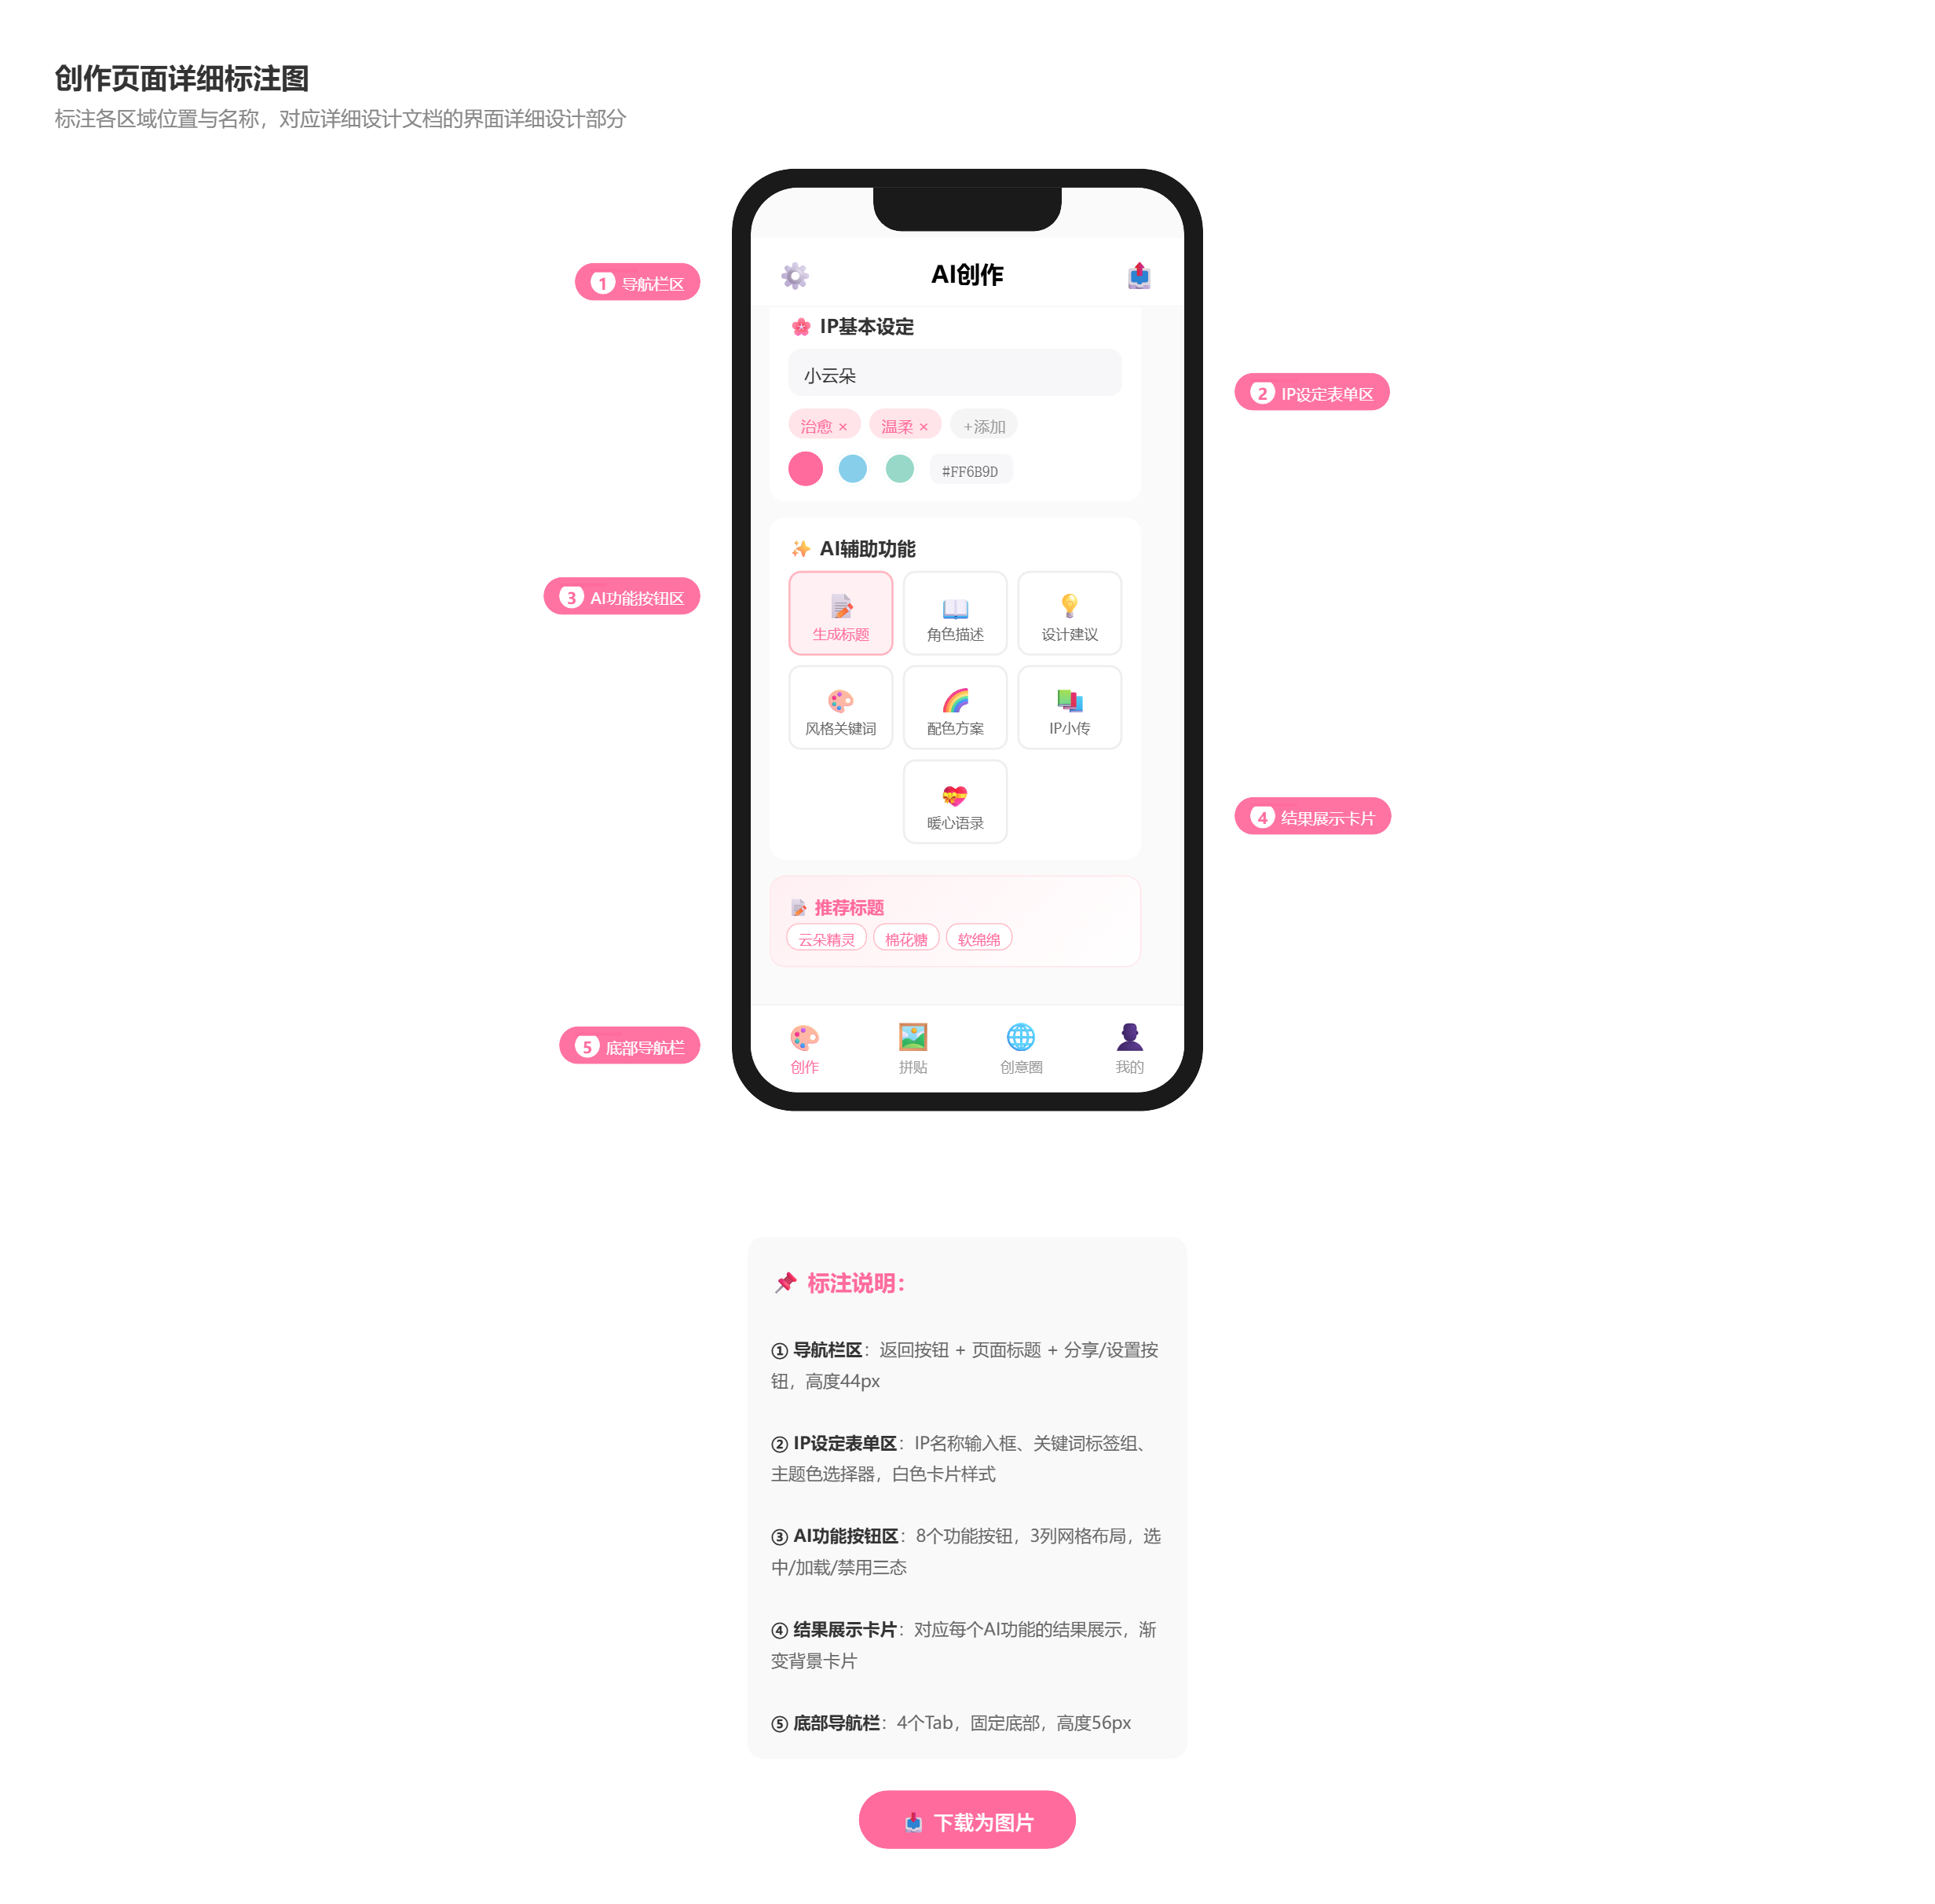 创作页面详细标注图
标注各区域位置与名称，对应详细设计文档的界面详细设计部分
AI创作
1 导航栏区
IP基本设定
小云朵
2 IP设定表单区
治愈 × 温柔 × +添加
#FF6B9D
AI辅助功能
3 AI功能按钮区
生成标题 角色描述 设计建议
风格关键词 配色方案 IP小传
暖心语录
4 结果展示卡片
推荐标题
云朵精灵 棉花糖 软绵绵
5 底部导航栏
创作 拼贴 创意圈 我的
标注说明：
① 导航栏区：返回按钮 + 页面标题 + 分享/设置按
钮，高度44px
② IP设定表单区：IP名称输入框、关键词标签组、
主题色选择器，白色卡片样式
③ AI功能按钮区：8个功能按钮，3列网格布局，选
中/加载/禁用三态
④ 结果展示卡片：对应每个AI功能的结果展示，渐
变背景卡片
⑤ 底部导航栏：4个Tab，固定底部，高度56px
下载为图片